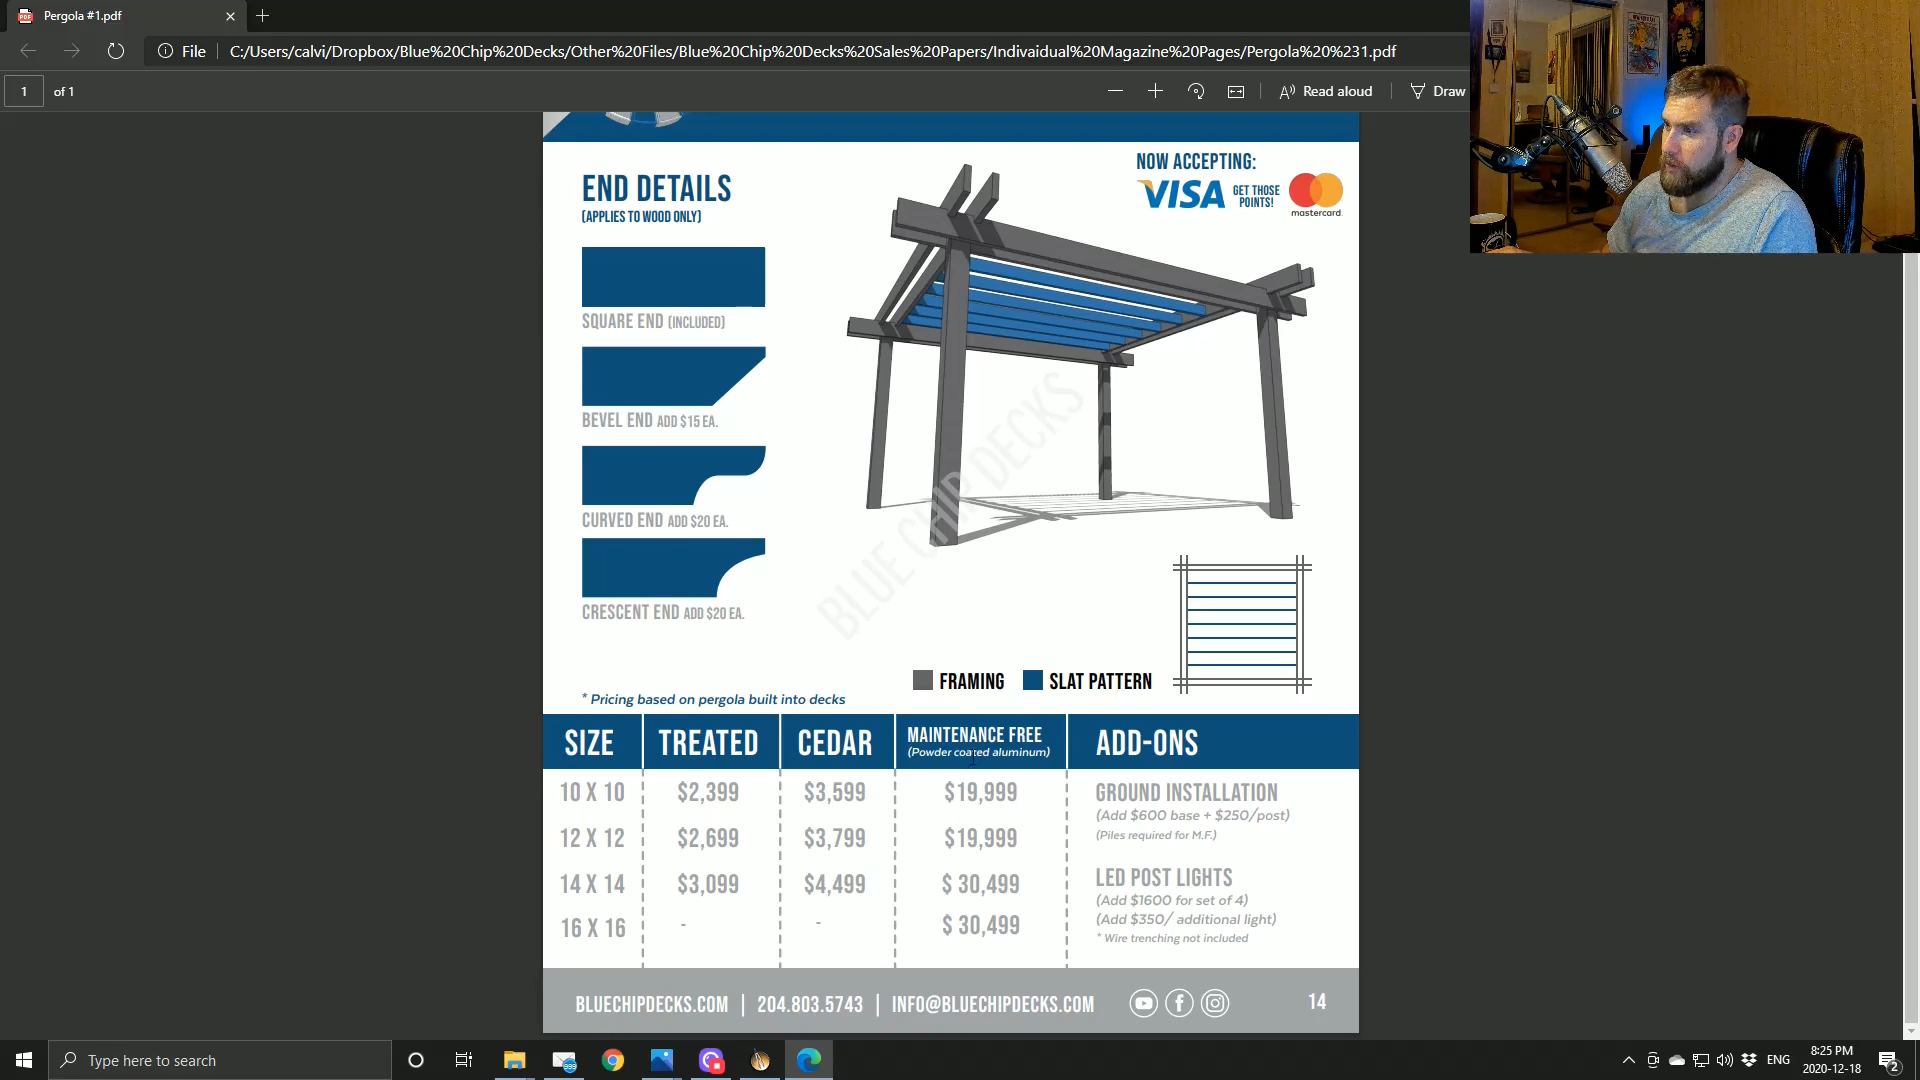 Pergola #1.pdf
File
C:/Users/calvi/Dropbox/Blue%20Chip%20Decks/Other%20Files/Blue%20Chip%20Decks%20Sales%20Papers/Indivaidual%20Magazine%20Pages/Pergola%20%231.pdf
1 of 1
Read aloud
Draw
END DETAILS
(APPLIES TO WOOD ONLY)
NOW ACCEPTING:
VISA GET THOSE POINTS! mastercard.
SQUARE END (INCLUDED)
BEVEL END ADD $15 EA.
CURVED END ADD $20 EA.
CRESCENT END ADD $20 EA.
BLUE CHIP DECKS
FRAMING SLAT PATTERN
* Pricing based on pergola built into decks
SIZE TREATED CEDAR MAINTENANCE FREE (Powder coated aluminum) ADD-ONS
10 X 10 $2,399 $3,599 $19,999
12 X 12 $2,699 $3,799 $19,999
14 X 14 $3,099 $4,499 $ 30,499
16 X 16 - - $ 30,499
GROUND INSTALLATION
(Add $600 base + $250/post)
(Piles required for M.F.)
LED POST LIGHTS
(Add $1600 for set of 4)
(Add $350/ additional light)
* Wire trenching not included
BLUECHIPDECKS.COM | 204.803.5743 | INFO@BLUECHIPDECKS.COM
14
Type here to search
ENG
8:25 PM
2020-12-18
2